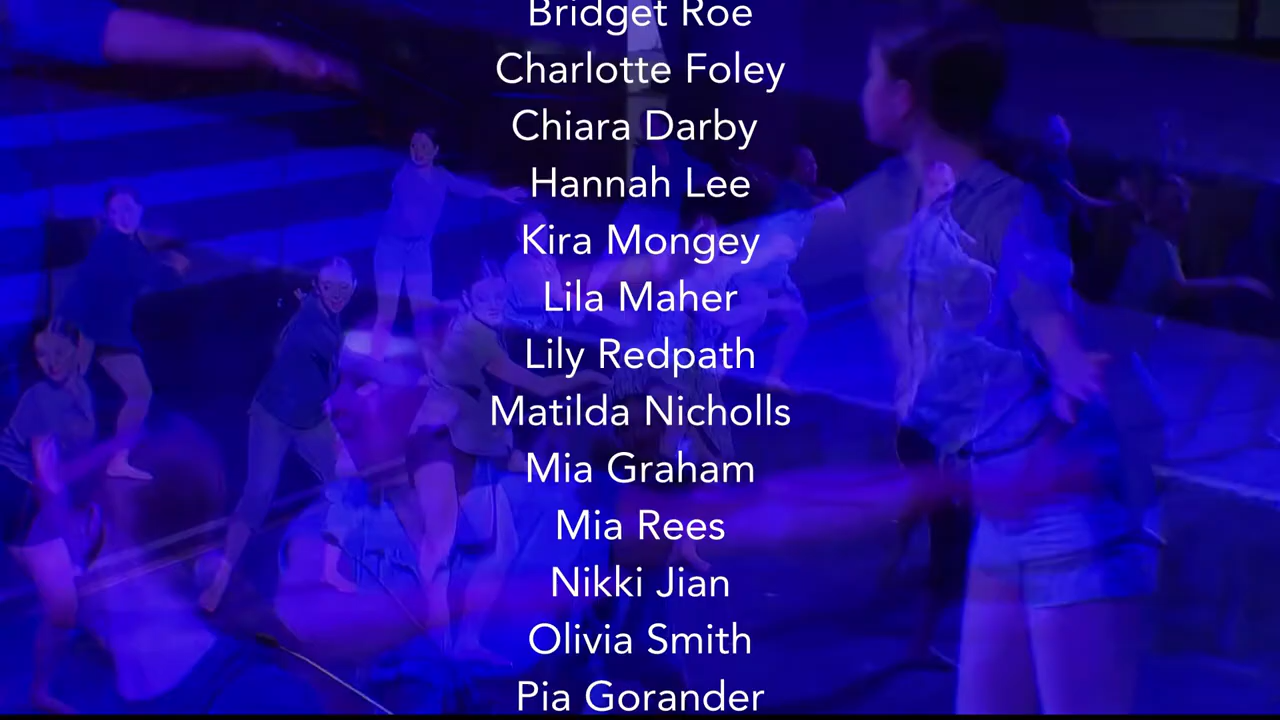 Bridget Roe
Charlotte Foley
Chiara Darby
Hannah Lee
Kira Mongey
Lila Maher
Lily Redpath
Matilda Nicholls
Mia Graham
Mia Rees
Nikki Jian
Olivia Smith
Pia Gorander